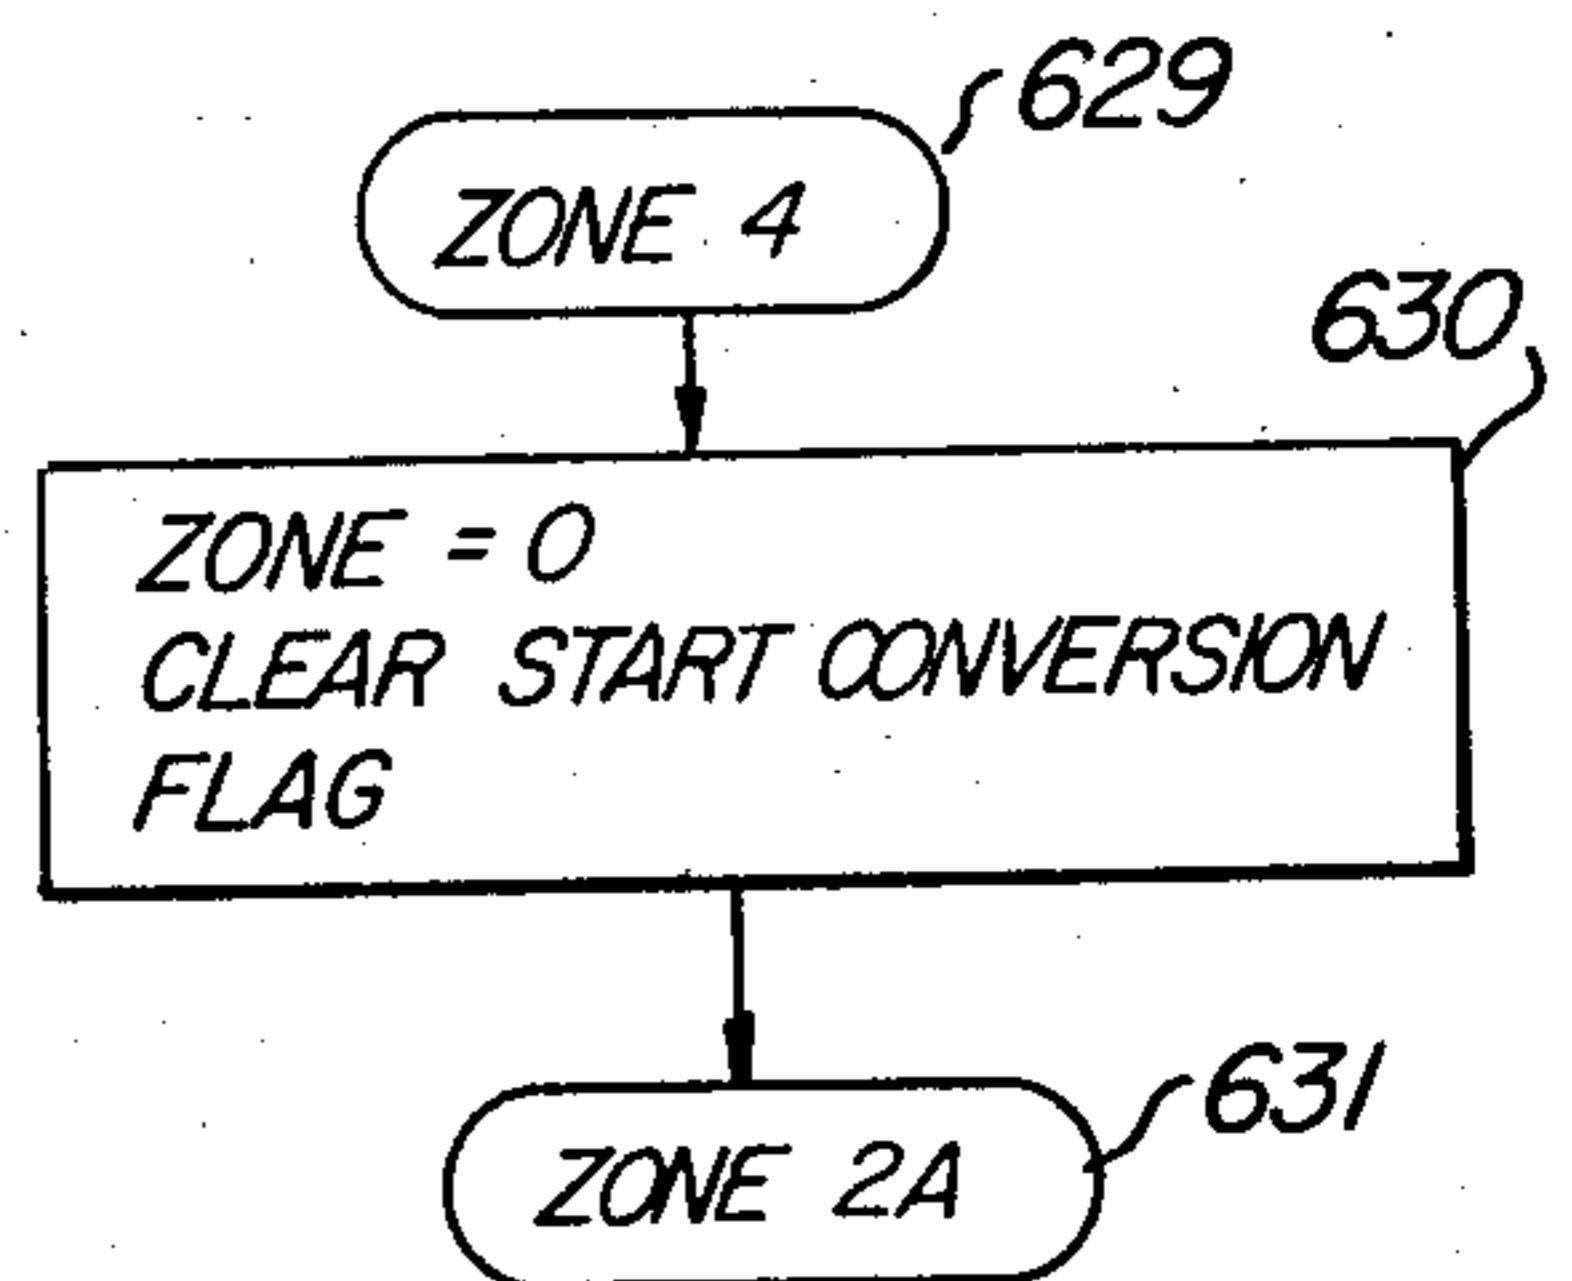 629
ZONE 4
630
ZONE = 0
CLEAR START CONVERSION
FLAG
631
ZONE 2A